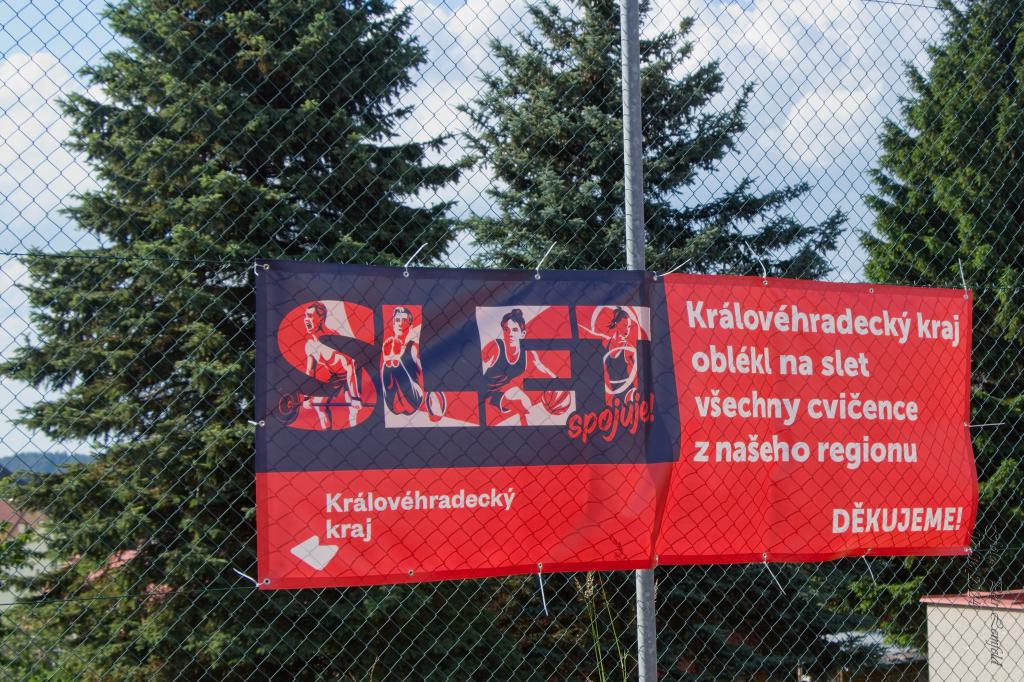 SLET
spojuje!
Královéhradecký
kraj
Královéhradecký kraj
oblékl na slet
všechny cvičence
z našeho regionu
DĚKUJEME!